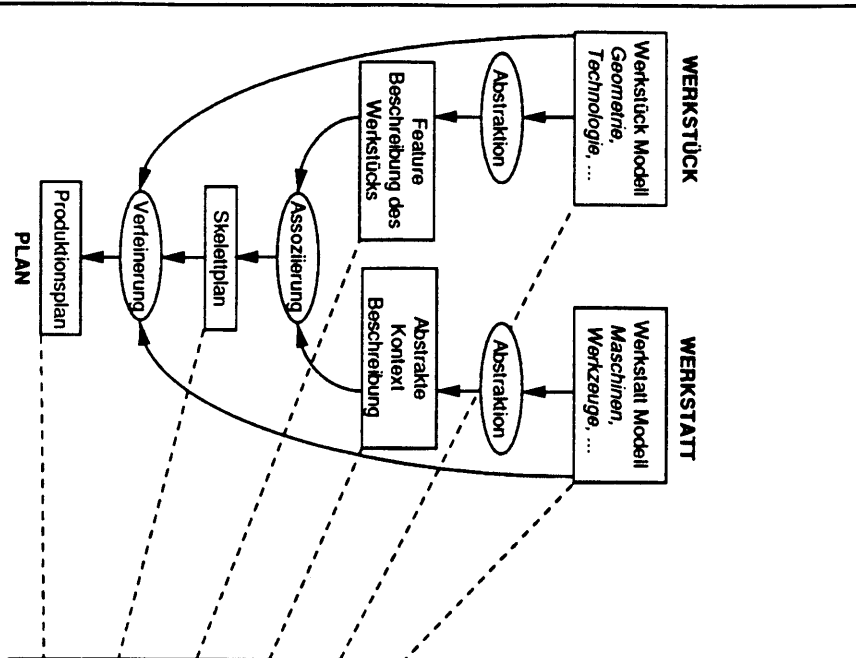 WERKSTÜCK
WERKSTATT
Werkstück Modell
Geometrie,
Technologie, ...
Werkstatt Modell
Maschinen,
Werkzeuge, ...
Abstraktion
Abstraktion
Feature
Beschreibung des
Werkstücks
Abstrakte
Kontext
Beschreibung
Assoziierung
Skelettplan
Verfeinerung
Produktionsplan
PLAN